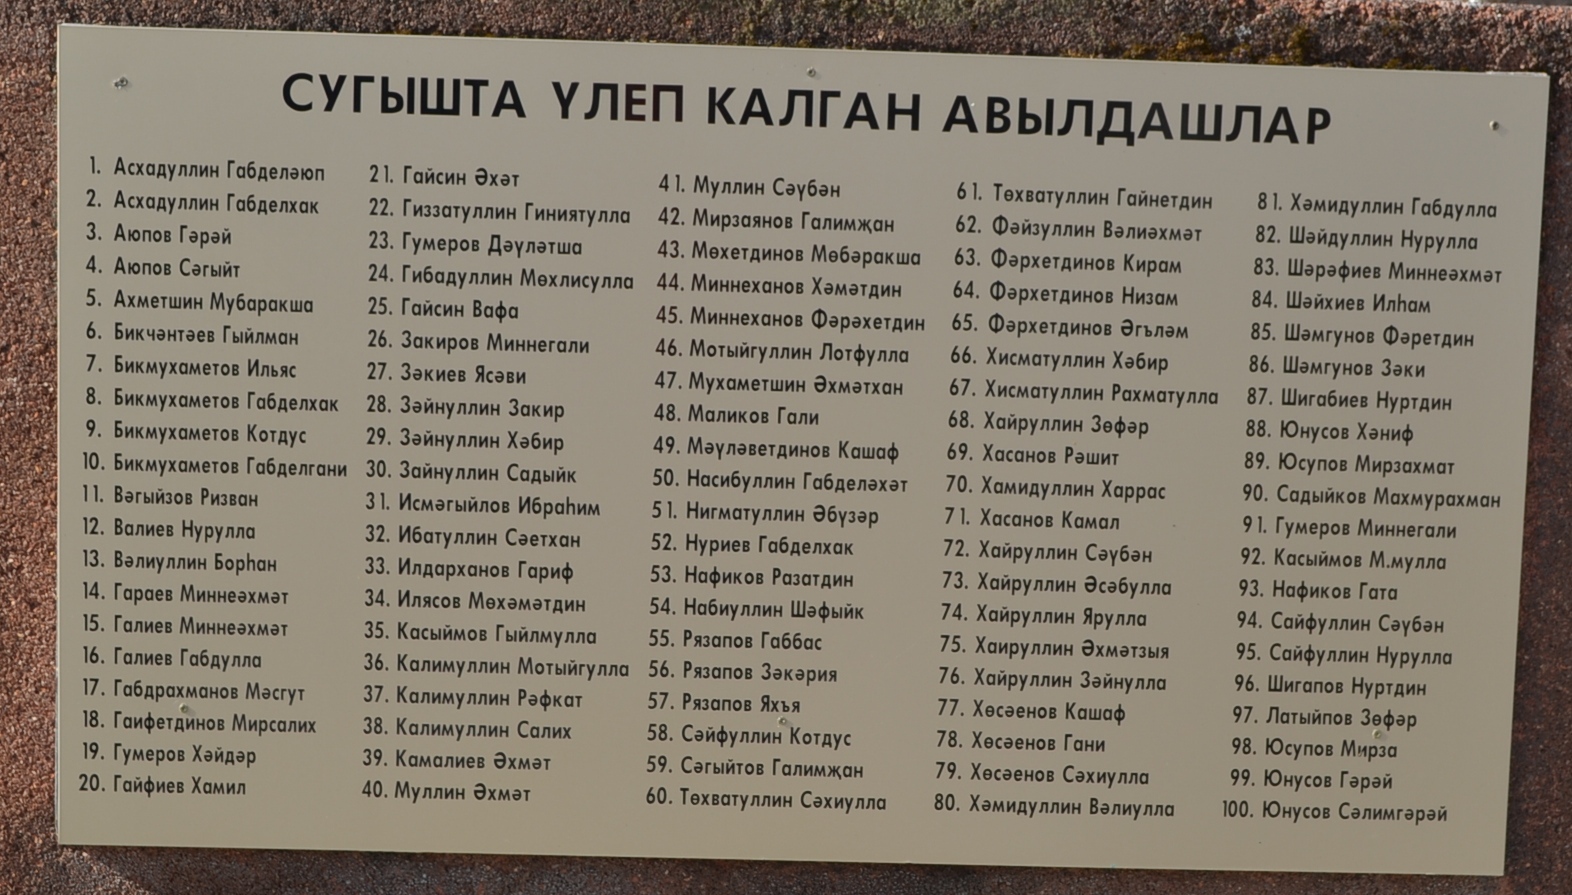 СУГЫШТА ҮЛЕП КАЛГАН АВЫЛДАШЛАР
1. Асхадуллин Габделәюп
2. Асхадуллин Габделхак
3. Аюпов Гәрәй
4. Аюпов Сәгыйт
5. Ахметшин Мубаракша
6. Бикчәнтәев Гыйлман
7. Бикмухаметов Ильяс
8. Бикмухаметов Габделхак
9. Бикмухаметов Котдус
10. Бикмухаметов Габделгани
11. Вәгыйзов Ризван
12. Валиев Нурулла
13. Вәлиуллин Борһан
14. Гараев Миннеәхмәт
15. Галиев Миннеәхмәт
16. Галиев Габдулла
17. Габдрахманов Мәсгут
18. Гаифетдинов Мирсалих
19. Гумеров Хәйдәр
20. Гайфиев Хамил
21. Гайсин Әхәт
22. Гиззатуллин Гиниятулла
23. Гумеров Дәүләтша
24. Гибадуллин Мөхлисулла
25. Гайсин Вафа
26. Закиров Миннегали
27. Зәкиев Ясәви
28. Зәйнуллин Закир
29. Зәйнуллин Хәбир
30. Зайнуллин Садыйк
31. Исмәгыйлов Ибраһим
32. Ибатуллин Сәетхан
33. Илдарханов Гариф
34. Илясов Мөхәмәтдин
35. Касыймов Гыйлмулла
36. Калимуллин Мотыйгулла
37. Калимуллин Рәфкат
38. Калимуллин Салих
39. Камалиев Әхмәт
40. Муллин Әхмәт
41. Муллин Сәүбән
42. Мирзаянов Галимҗан
43. Мөхетдинов Мөбәракша
44. Миннеханов Хәмәтдин
45. Миннеханов Фәрәхетдин
46. Мотыйгуллин Лотфулла
47. Мухаметшин Әхмәтхан
48. Маликов Гали
49. Мәүләветдинов Кашаф
50. Насибуллин Габделәхәт
51. Нигматуллин Әбүзәр
52. Нуриев Габделхак
53. Нафиков Разатдин
54. Набиуллин Шәфыйк
55. Рязапов Габбас
56. Рязапов Зәкәрия
57. Рязапов Яхъя
58. Сәйфуллин Котдус
59. Сәгыйтов Галимҗан
60. Төхватуллин Сәхиулла
61. Төхватуллин Гайнетдин
62. Фәйзуллин Вәлиәхмәт
63. Фәрхетдинов Кирам
64. Фәрхетдинов Низам
65. Фәрхетдинов Әгъләм
66. Хисматуллин Хәбир
67. Хисматуллин Рахматулла
68. Хайруллин Зөфәр
69. Хасанов Рәшит
70. Хамидуллин Харрас
71. Хасанов Камал
72. Хайруллин Сәүбән
73. Хайруллин Әсәбулла
74. Хайруллин Ярулла
75. Хаируллин Әхмәтзыя
76. Хайруллин Зәйнулла
77. Хөсәенов Кашаф
78. Хөсәенов Гани
79. Хөсәенов Сәхиулла
80. Хәмидуллин Вәлиулла
81. Хәмидуллин Габдулла
82. Шәйдуллин Нурулла
83. Шәрәфиев Миннеәхмәт
84. Шәйхиев Илһам
85. Шәмгунов Фәретдин
86. Шәмгунов Зәки
87. Шигабиев Нуртдин
88. Юнусов Хәниф
89. Юсупов Мирзахмат
90. Садыйков Махмурахман
91. Гумеров Миннегали
92. Касыймов М.мулла
93. Нафиков Гата
94. Сайфуллин Сәүбән
95. Сайфуллин Нурулла
96. Шигапов Нуртдин
97. Латыйпов Зөфәр
98. Юсупов Мирза
99. Юнусов Гәрәй
100. Юнусов Сәлимгәрәй